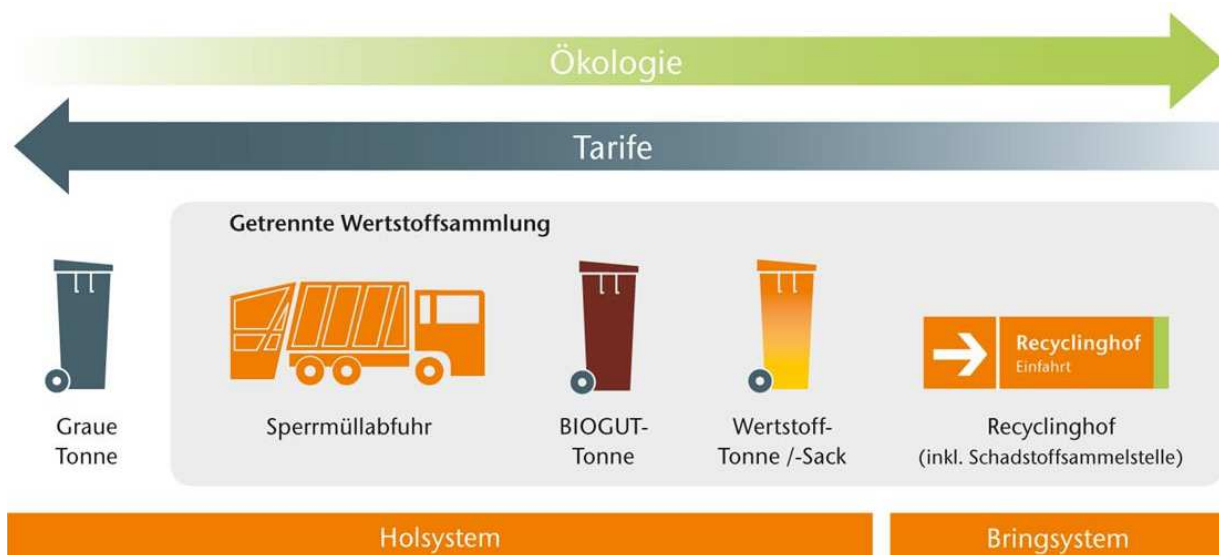 Ökologie
Tarife
Getrennte Wertstoffsammlung
Recyclinghof
Einfahrt
Graue
Tonne
Sperrmüllabfuhr
BIOGUT-
Tonne
Wertstoff-
Tonne /-Sack
Recyclinghof
(inkl. Schadstoffsammelstelle)
Holsystem
Bringsystem